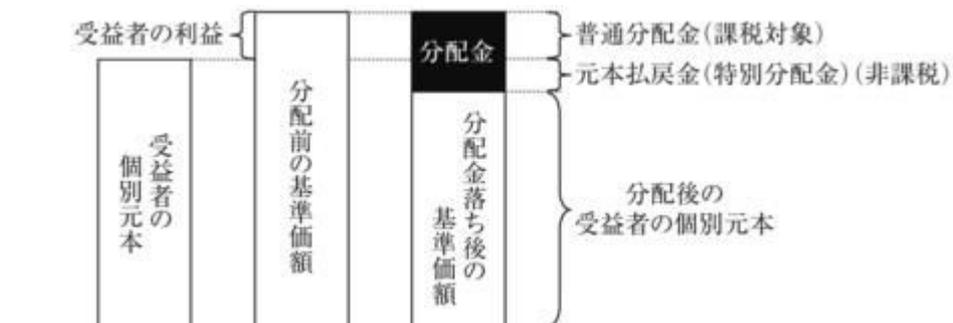 受益者の利益
分配金
普通分配金(課税対象)
元本払戻金(特別分配金)(非課税)
受益者の
個別元本
分配前の基準価額
分配金落ち後の
基準価額
分配後の
受益者の個別元本